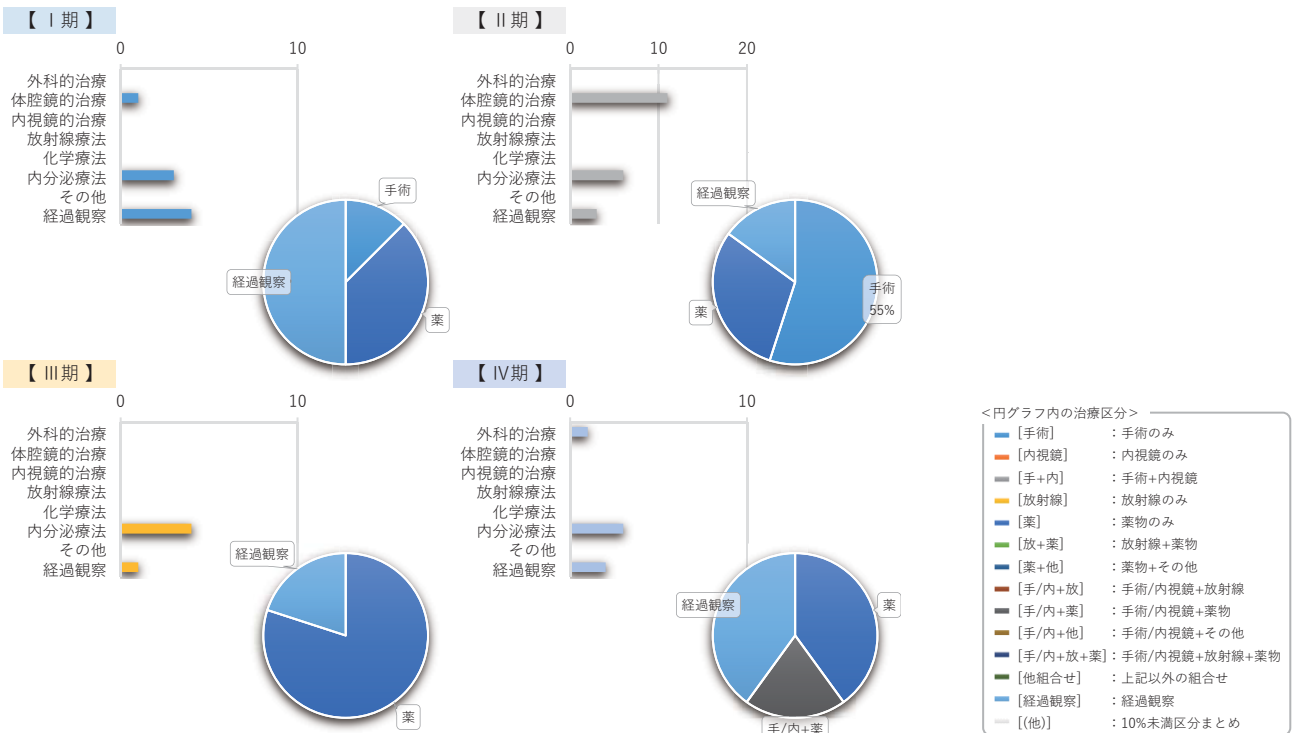 【 Ⅰ期 】
0
10
外科的治療
体腔鏡的治療
内視鏡的治療
放射線療法
化学療法
内分泌療法
その他
経過観察
手術
経過観察
薬
【 Ⅱ期 】
0
10
20
外科的治療
体腔鏡的治療
内視鏡的治療
放射線療法
化学療法
内分泌療法
その他
経過観察
経過観察
手術
55%
薬
【 Ⅲ期 】
0
10
外科的治療
体腔鏡的治療
内視鏡的治療
放射線療法
化学療法
内分泌療法
その他
経過観察
経過観察
薬
【 Ⅳ期 】
0
10
外科的治療
体腔鏡的治療
内視鏡的治療
放射線療法
化学療法
内分泌療法
その他
経過観察
経過観察
薬
手/内+薬
＜円グラフ内の治療区分＞
[手術] ：手術のみ
[内視鏡] ：内視鏡のみ
[手+内] ：手術+内視鏡
[放射線] ：放射線のみ
[薬] ：薬物のみ
[放+薬] ：放射線+薬物
[薬+他] ：薬物+その他
[手/内+放] ：手術/内視鏡+放射線
[手/内+薬] ：手術/内視鏡+薬物
[手/内+他] ：手術/内視鏡+その他
[手/内+放+薬]：手術/内視鏡+放射線+薬物
[他組合せ] ：上記以外の組合せ
[経過観察] ：経過観察
[(他)] ：10%未満区分まとめ